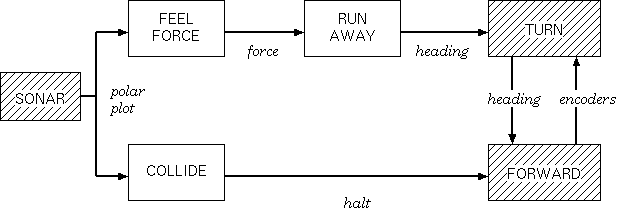 FEEL
FORCE
RUN
AWAY
TURN
force
heading
SONAR
polar
plot
heading
encoders
COLLIDE
FORWARD
halt